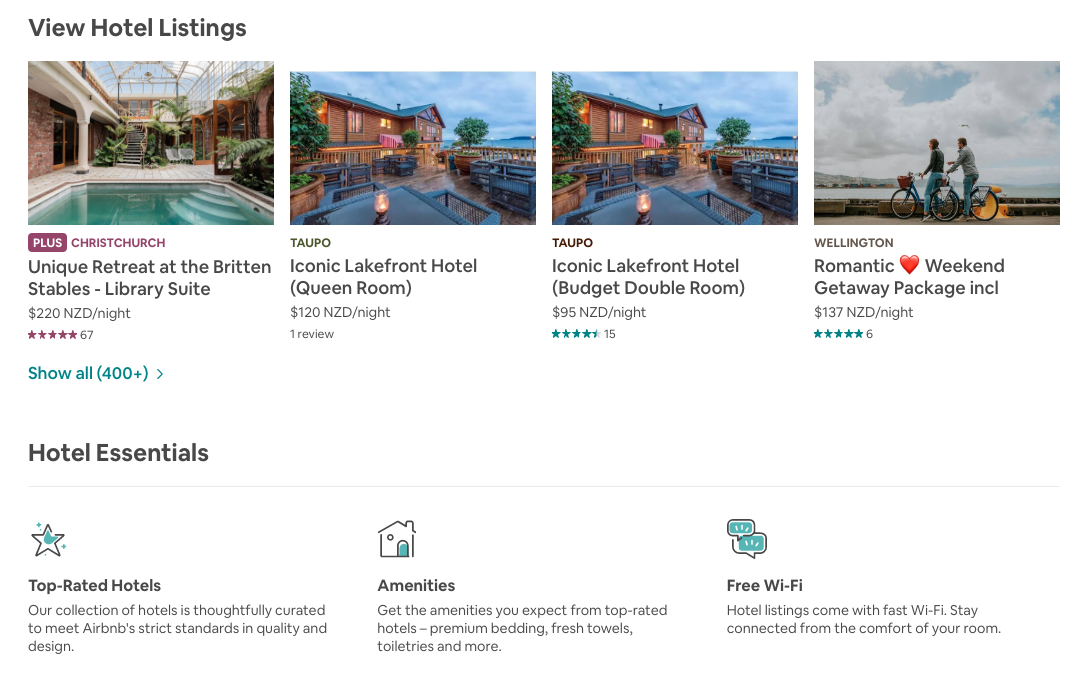 View Hotel Listings
PLUS CHRISTCHURCH
Unique Retreat at the Britten
Stables - Library Suite
$220 NZD/night
★★★★★ 67
TAUPO
Iconic Lakefront Hotel
(Queen Room)
$120 NZD/night
1 review
TAUPO
Iconic Lakefront Hotel
(Budget Double Room)
$95 NZD/night
15
WELLINGTON
Romantic ❤️ Weekend
Getaway Package incl
$137 NZD/night
★★★★★ 6
Show all (400+) >
Hotel Essentials
Top-Rated Hotels
Our collection of hotels is thoughtfully curated
to meet Airbnb's strict standards in quality and
design.
Amenities
Get the amenities you expect from top-rated
hotels – premium bedding, fresh towels,
toiletries and more.
Free Wi-Fi
Hotel listings come with fast Wi-Fi. Stay
connected from the comfort of your room.